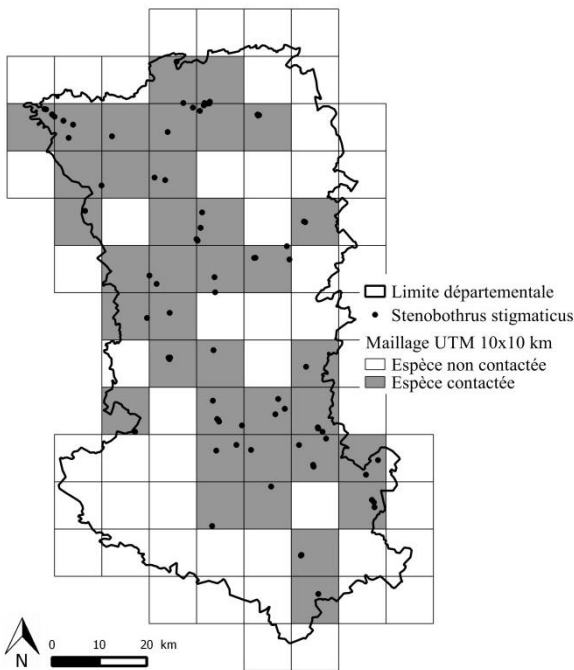 Limite départementale
Stenobothrus stigmaticus
Maillage UTM 10x10 km
Espèce non contactée
Espèce contactée
N
0 10 20 km